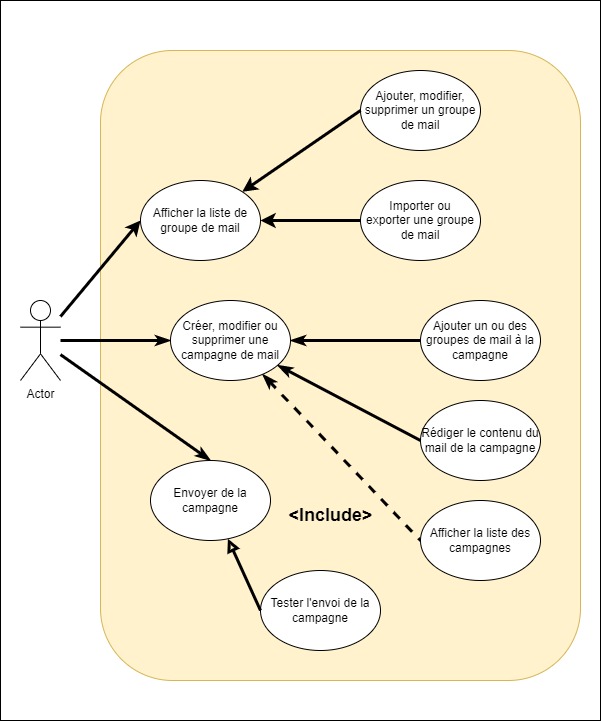 Ajouter, modifier,
supprimer un groupe
de mail
Afficher la liste de
groupe de mail
Importer ou
exporter une groupe
de mail
Créer, modifier ou
supprimer une
campagne de mail
Ajouter un ou des
groupes de mail à la
campagne
Actor
Rédiger le contenu du
mail de la campagne
Envoyer de la
campagne
<Include>
Afficher la liste des
campagnes
Tester l'envoi de la
campagne